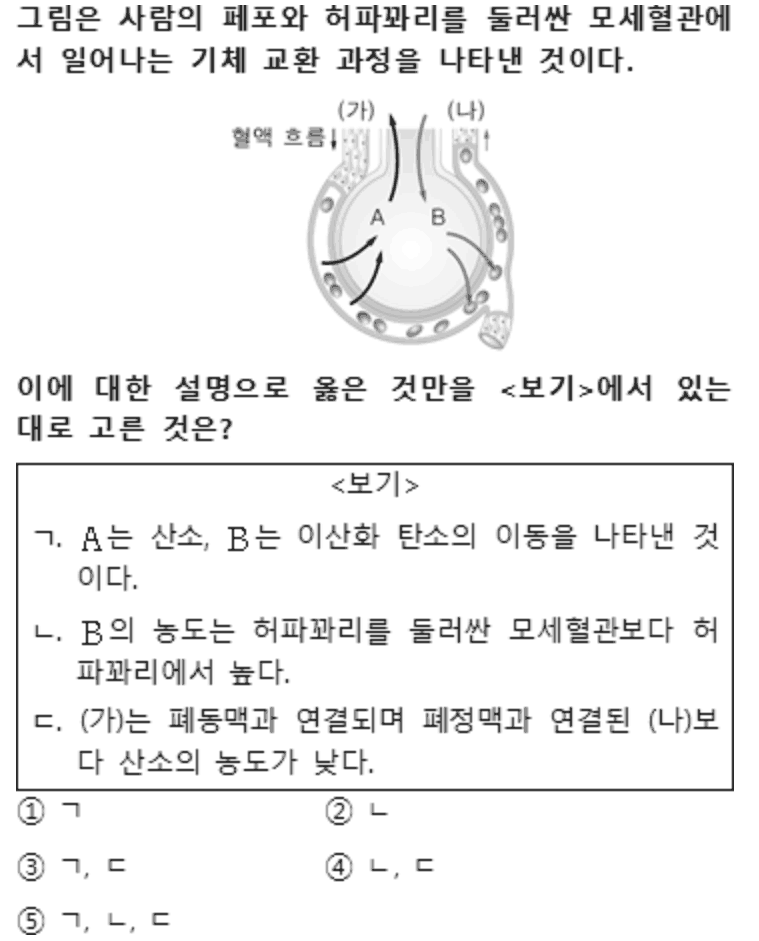 그림은 사람의 폐포와 허파꽈리를 둘러싼 모세혈관에
서 일어나는 기체 교환 과정을 나타낸 것이다.
(가) (나)
혈액 흐름
A B
이에 대한 설명으로 옳은 것만을 <보기>에서 있는
대로 고른 것은?
<보기>
ㄱ. A는 산소, B는 이산화 탄소의 이동을 나타낸 것
이다.
ㄴ. B의 농도는 허파꽈리를 둘러싼 모세혈관보다 허
파꽈리에서 높다.
ㄷ. (가)는 폐동맥과 연결되며 폐정맥과 연결된 (나)보
다 산소의 농도가 낮다.
① ㄱ ② ㄴ
③ ㄱ, ㄷ ④ ㄴ, ㄷ
⑤ ㄱ, ㄴ, ㄷ